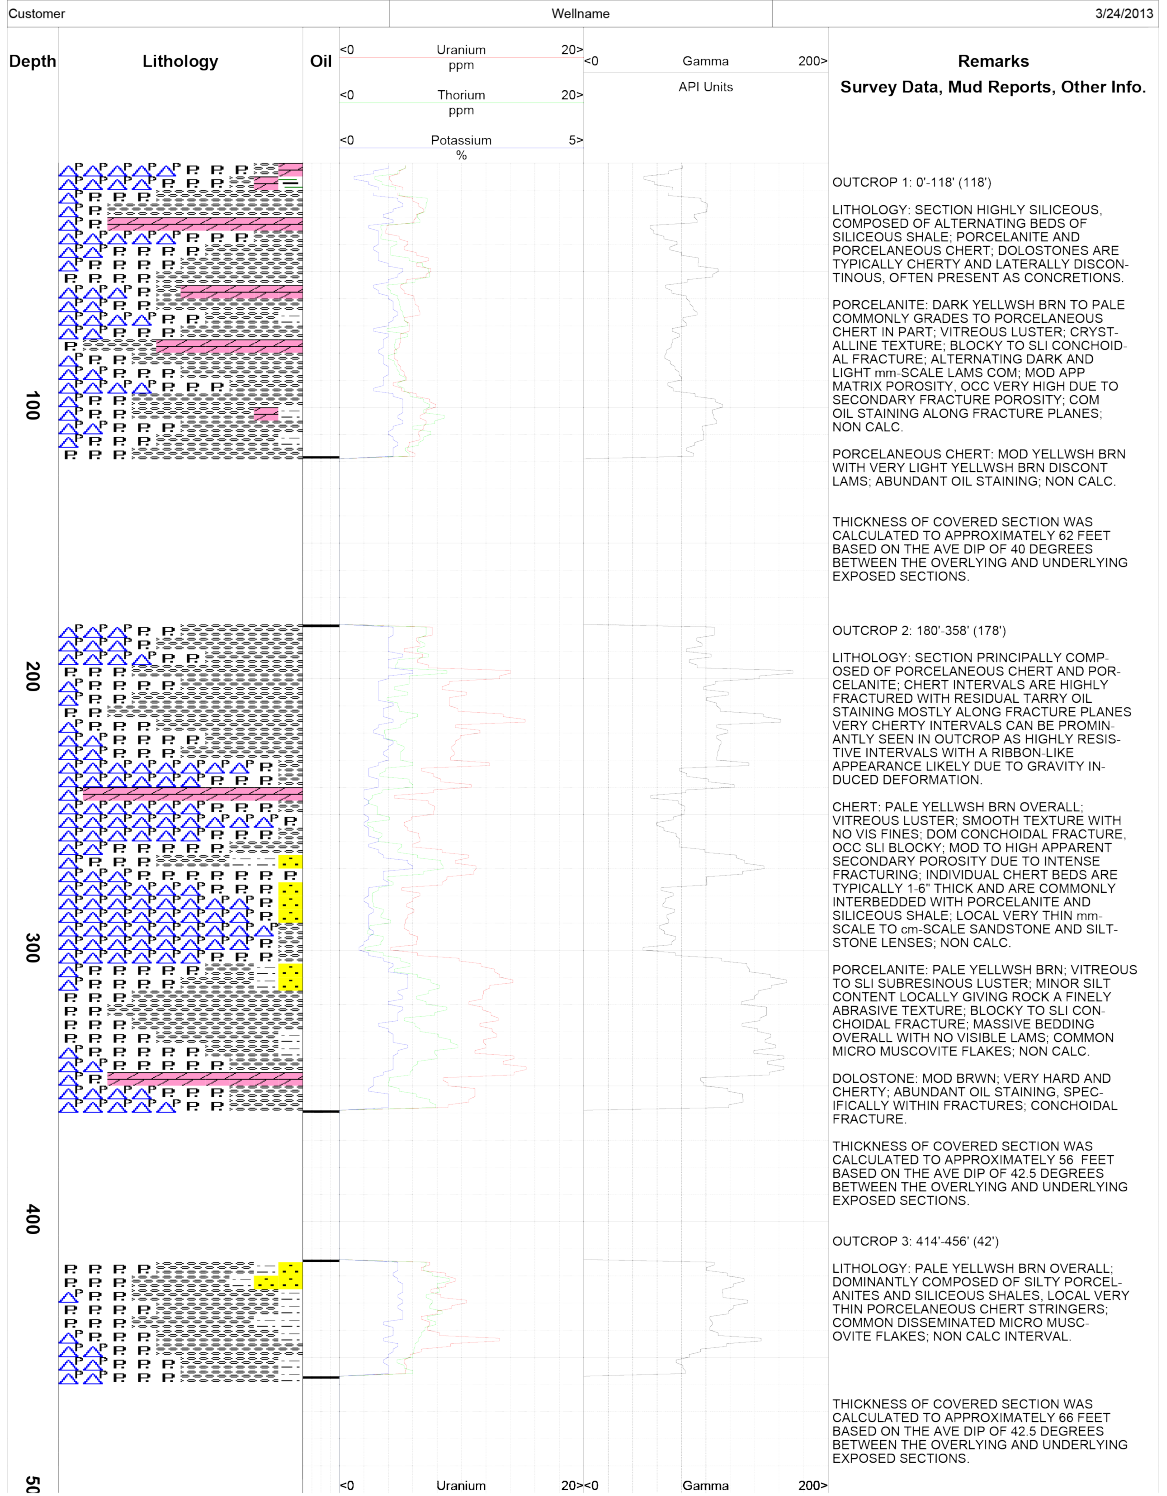 Customer
Wellname
3/24/2013
Depth
Lithology
Oil
<0 Uranium 20>
ppm
<0 Thorium 20>
ppm
<0 Potassium 5>
%
<0 Gamma 200>
API Units
Remarks
Survey Data, Mud Reports, Other Info.
OUTCROP 1: 0'-118' (118')
LITHOLOGY: SECTION HIGHLY SILICEOUS,
COMPOSED OF ALTERNATING BEDS OF
SILICEOUS SHALE; PORCELANITE AND
PORCELANEOUS CHERT; DOLOSTONES ARE
TYPICALLY CHERTY AND LATERALLY DISCON-
TINOUS, OFTEN PRESENT AS CONCRETIONS.
PORCELANITE: DARK YELLWSH BRN TO PALE
COMMONLY GRADES TO PORCELANEOUS
CHERT IN PART; VITREOUS LUSTER; CRYST-
ALLINE TEXTURE; BLOCKY TO SLI CONCHOID-
AL FRACTURE; ALTERNATING DARK AND
LIGHT mm-SCALE LAMS COM; MOD APP
MATRIX POROSITY, OCC VERY HIGH DUE TO
SECONDARY FRACTURE POROSITY; COM
OIL STAINING ALONG FRACTURE PLANES;
NON CALC.
100
PORCELANEOUS CHERT: MOD YELLWSH BRN
WITH VERY LIGHT YELLWSH BRN DISCONT
LAMS; ABUNDANT OIL STAINING; NON CALC.
THICKNESS OF COVERED SECTION WAS
CALCULATED TO APPROXIMATELY 62 FEET
BASED ON THE AVE DIP OF 40 DEGREES
BETWEEN THE OVERLYING AND UNDERLYING
EXPOSED SECTIONS.
OUTCROP 2: 180'-358' (178')
200
LITHOLOGY: SECTION PRINCIPALLY COMP-
OSED OF PORCELANEOUS CHERT AND POR-
CELANITE; CHERT INTERVALS ARE HIGHLY
FRACTURED WITH RESIDUAL TARRY OIL
STAINING MOSTLY ALONG FRACTURE PLANES
VERY CHERTY INTERVALS CAN BE PROMIN-
ANTLY SEEN IN OUTCROP AS HIGHLY RESIS-
TIVE INTERVALS WITH A RIBBON-LIKE
APPEARANCE LIKELY DUE TO GRAVITY IN-
DUCED DEFORMATION.
CHERT: PALE YELLWSH BRN OVERALL;
VITREOUS LUSTER; SMOOTH TEXTURE WITH
NO VIS FINES; DOM CONCHOIDAL FRACTURE,
OCC SLI BLOCKY; MOD TO HIGH APPARENT
SECONDARY POROSITY DUE TO INTENSE
FRACTURING; INDIVIDUAL CHERT BEDS ARE
TYPICALLY 1-6" THICK AND ARE COMMONLY
INTERBEDDED WITH PORCELANITE AND
SILICEOUS SHALE; LOCAL VERY THIN mm-
SCALE TO cm-SCALE SANDSTONE AND SILT-
STONE LENSES; NON CALC.
300
PORCELANITE: PALE YELLWSH BRN; VITREOUS
TO SLI SUBRESINOUS LUSTER; MINOR SILT
CONTENT LOCALLY GIVING ROCK A FINELY
ABRASIVE TEXTURE; BLOCKY TO SLI CON-
CHOIDAL FRACTURE; MASSIVE BEDDING
OVERALL WITH NO VISIBLE LAMS; COMMON
MICRO MUSCOVITE FLAKES; NON CALC.
DOLOSTONE: MOD BRWN; VERY HARD AND
CHERTY; ABUNDANT OIL STAINING, SPEC-
IFICALLY WITHIN FRACTURES; CONCHOIDAL
FRACTURE.
THICKNESS OF COVERED SECTION WAS
CALCULATED TO APPROXIMATELY 56 FEET
BASED ON THE AVE DIP OF 42.5 DEGREES
BETWEEN THE OVERLYING AND UNDERLYING
EXPOSED SECTIONS.
400
OUTCROP 3: 414'-456' (42')
LITHOLOGY: PALE YELLWSH BRN OVERALL;
DOMINANTLY COMPOSED OF SILTY PORCEL-
ANITES AND SILICEOUS SHALES, LOCAL VERY
THIN PORCELANEOUS CHERT STRINGERS;
COMMON DISSEMINATED MICRO MUSC-
OVITE FLAKES; NON CALC INTERVAL.
THICKNESS OF COVERED SECTION WAS
CALCULATED TO APPROXIMATELY 66 FEET
BASED ON THE AVE DIP OF 42.5 DEGREES
BETWEEN THE OVERLYING AND UNDERLYING
EXPOSED SECTIONS.
50
<0 Uranium 20>
<0 Gamma 200>